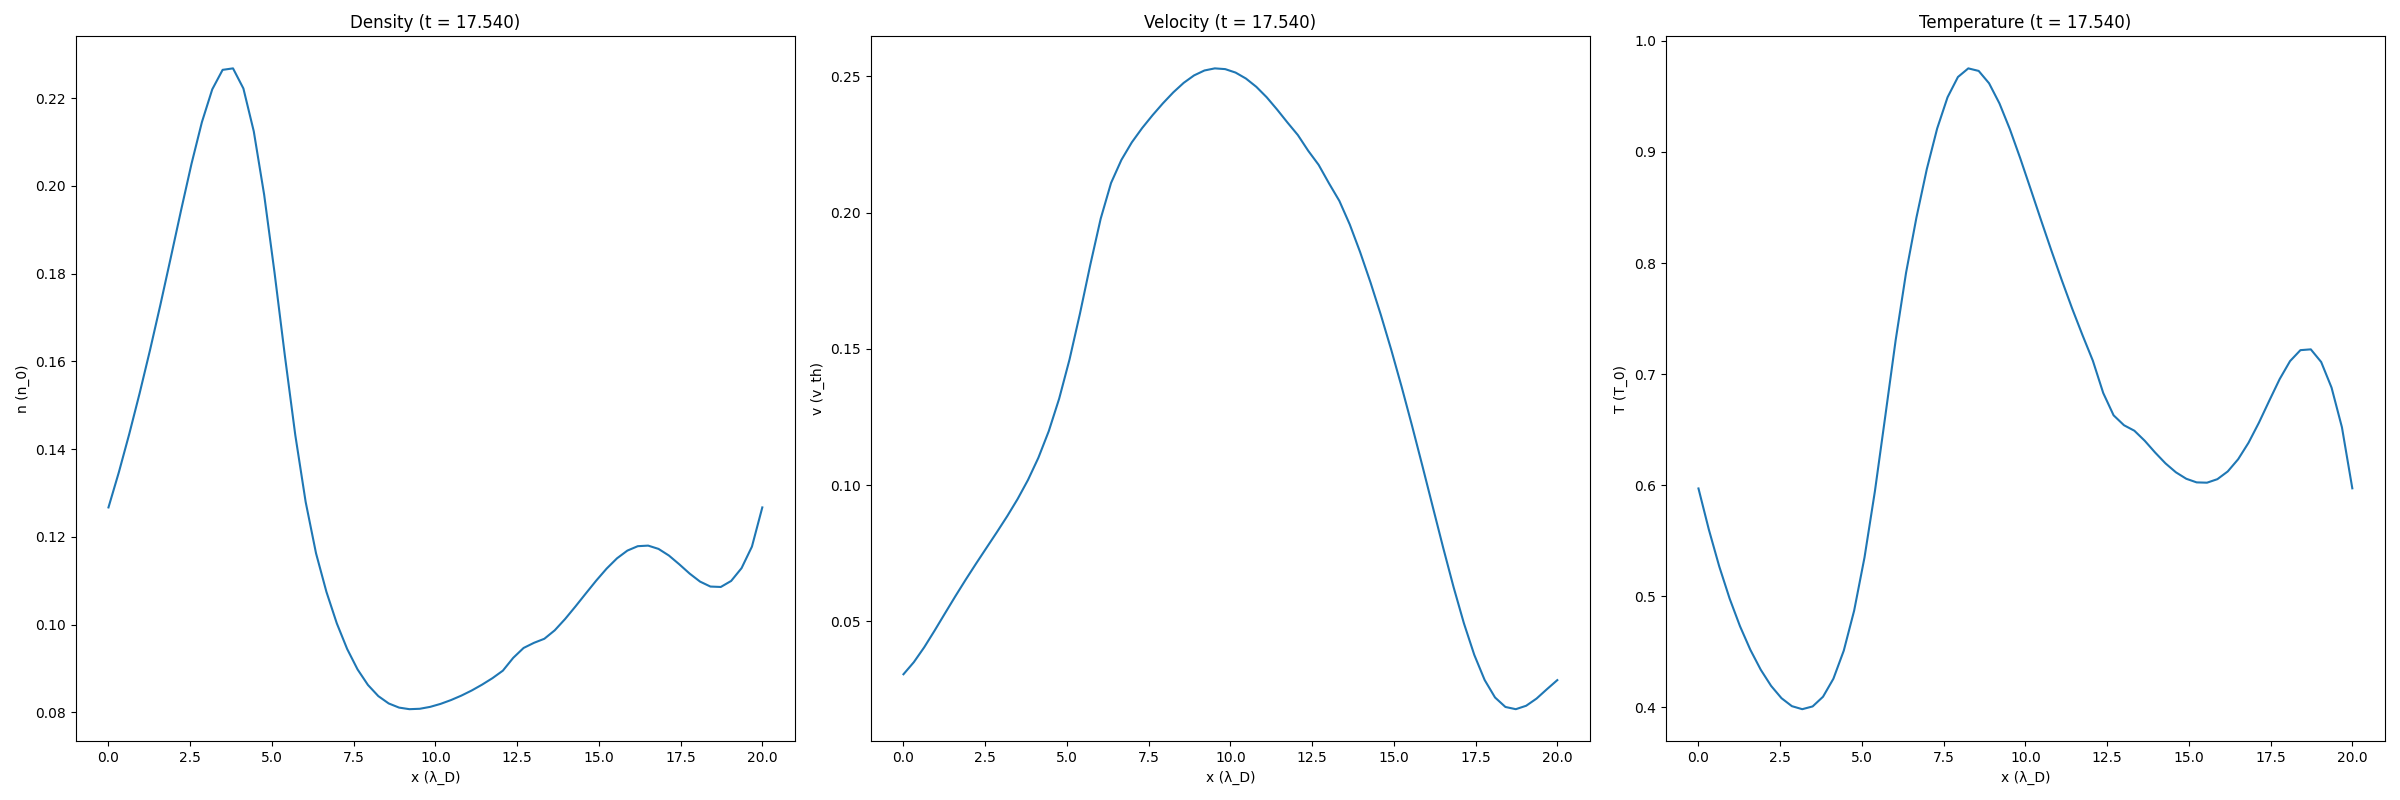 Density (t = 17.540)
0.22
0.20
0.18
0.16
0.14
0.12
0.10
0.08
n (n_0)
0.0 2.5 5.0 7.5 10.0 12.5 15.0 17.5 20.0
x (λ_D)
Velocity (t = 17.540)
0.25
0.20
0.15
0.10
0.05
v (v_th)
0.0 2.5 5.0 7.5 10.0 12.5 15.0 17.5 20.0
x (λ_D)
Temperature (t = 17.540)
1.0
0.9
0.8
0.7
0.6
0.5
0.4
T (T_0)
0.0 2.5 5.0 7.5 10.0 12.5 15.0 17.5 20.0
x (λ_D)